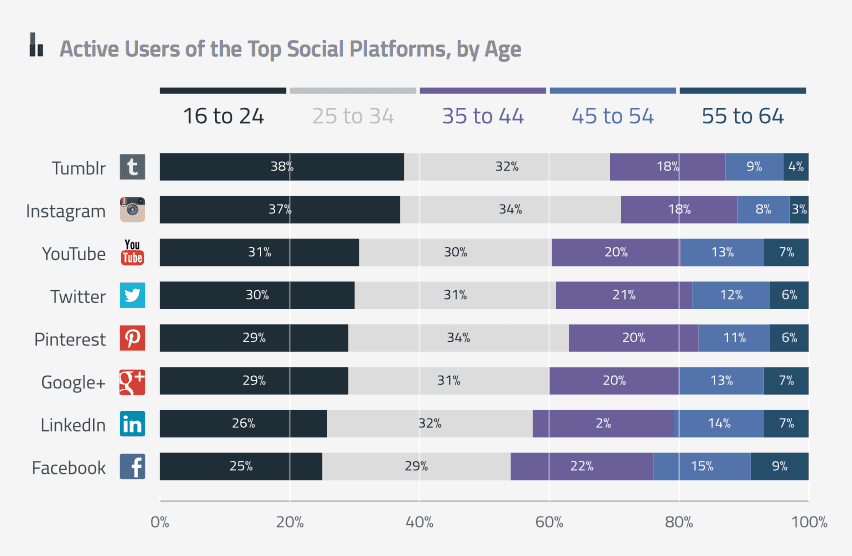 Active Users of the Top Social Platforms, by Age
16 to 24 25 to 34 35 to 44 45 to 54 55 to 64
Tumblr t 38% 32% 18% 9% 4%
Instagram 37% 34% 18% 8% 3%
YouTube You Tube 31% 30% 20% 13% 7%
Twitter 30% 31% 21% 12% 6%
Pinterest 29% 34% 20% 11% 6%
Google+ g+ 29% 31% 20% 13% 7%
LinkedIn in 26% 32% 2% 14% 7%
Facebook f 25% 29% 22% 15% 9%
0% 20% 40% 60% 80% 100%